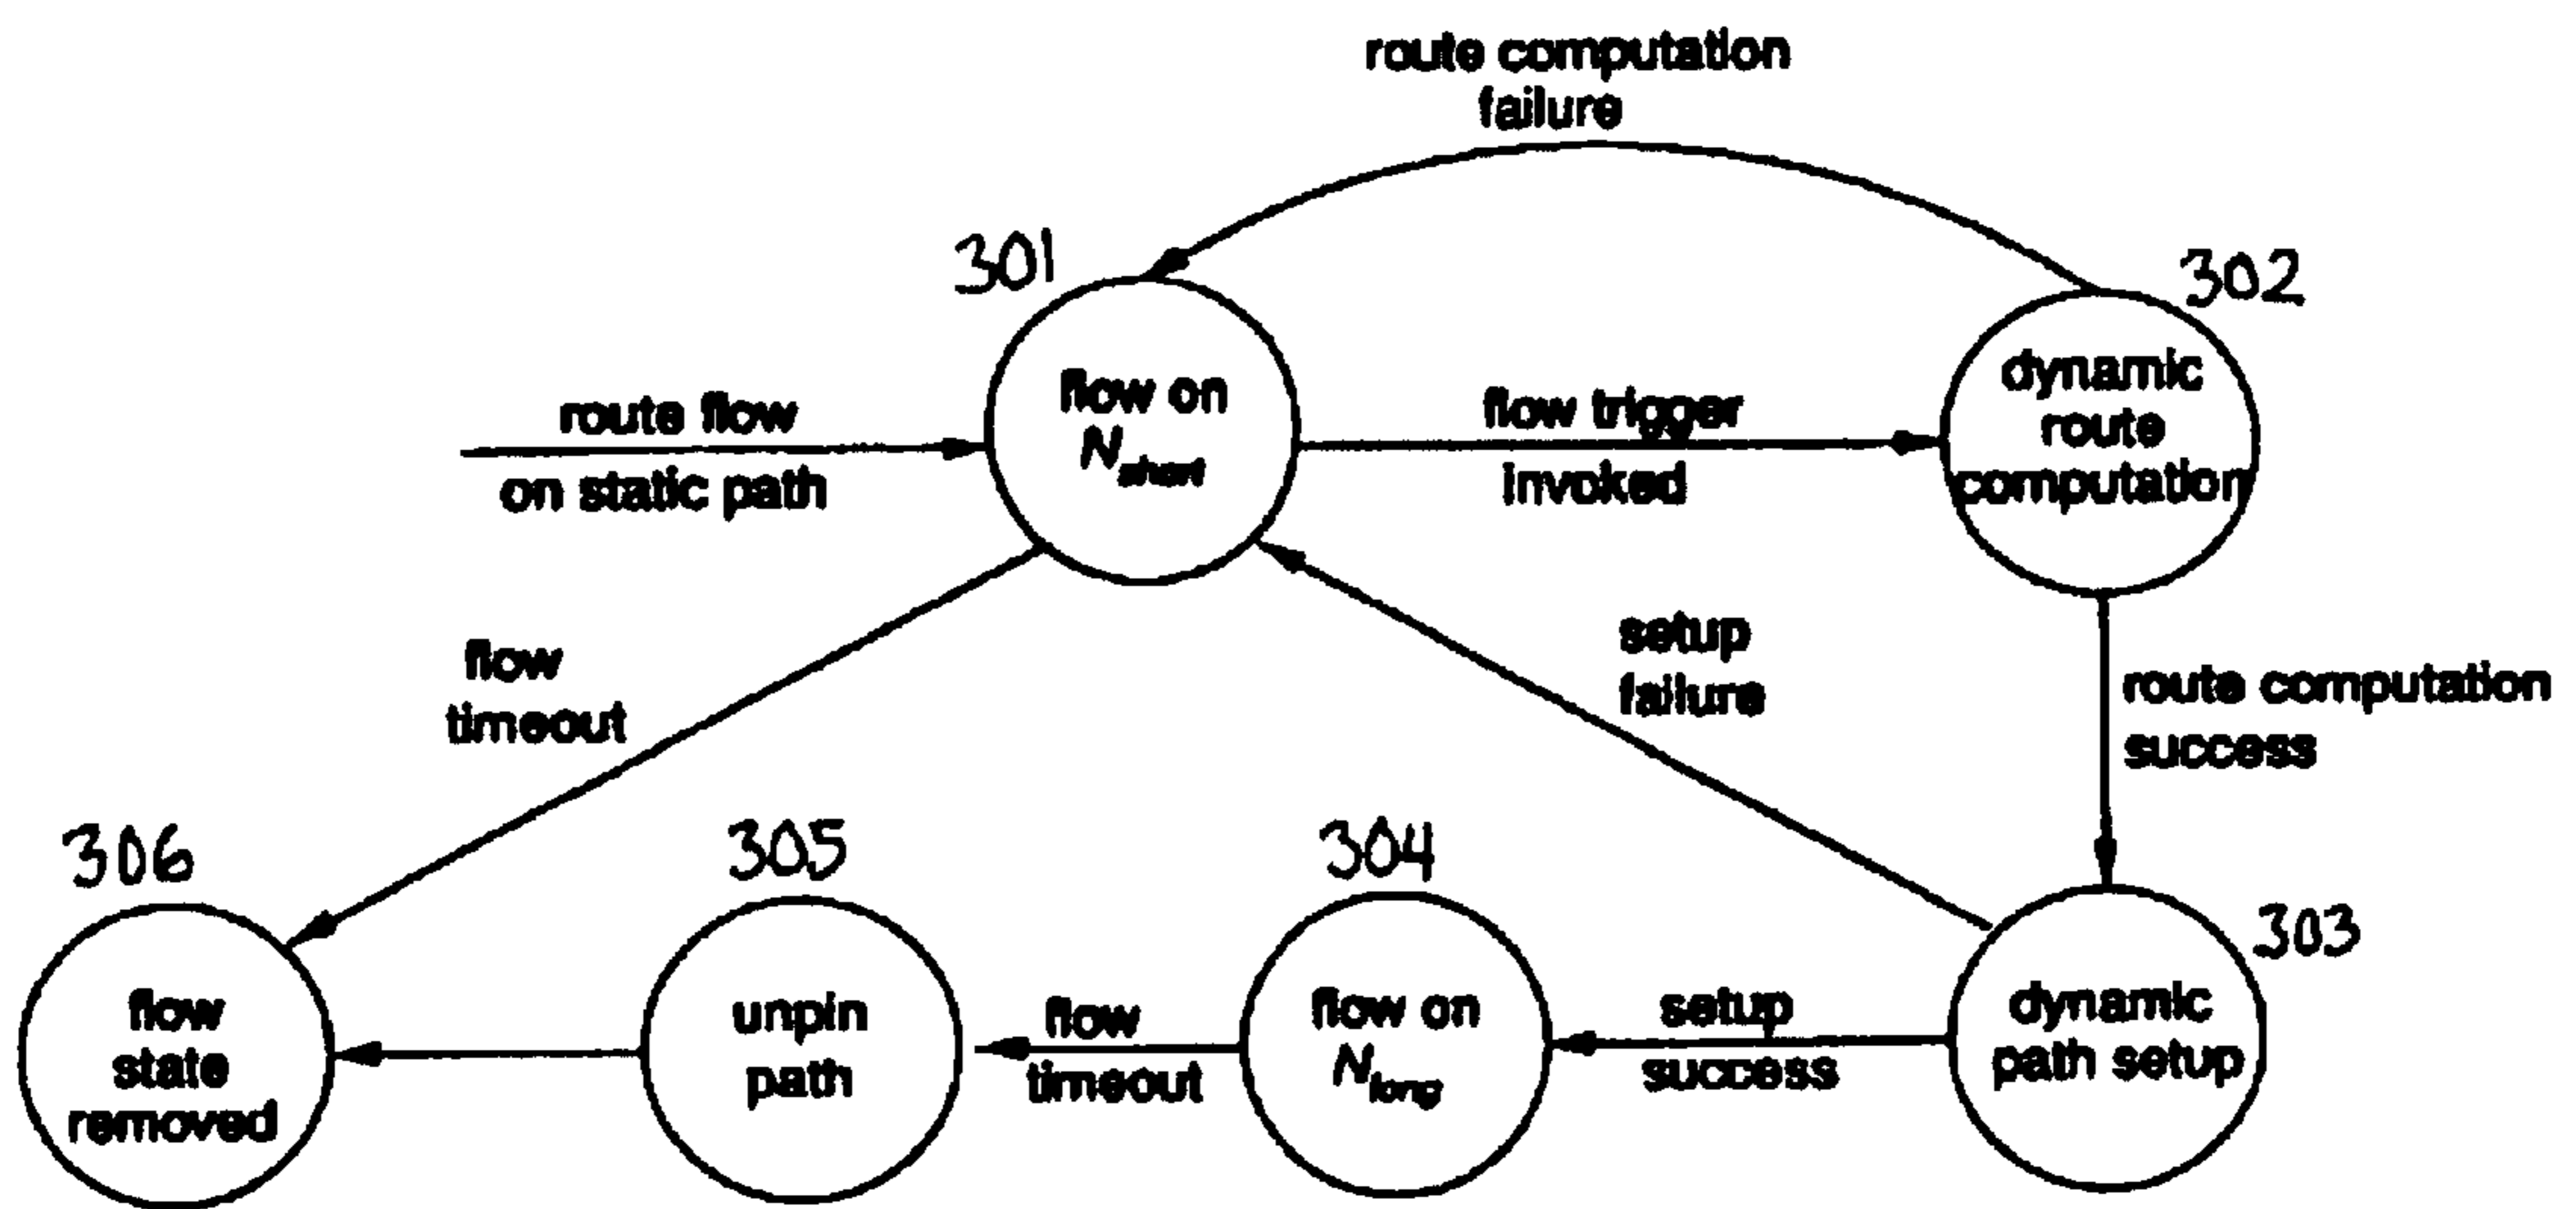 route computation
failure
301
302
flow on
N_short
dynamic
route
computation
route flow
on static path
flow trigger
invoked
setup
failure
flow
timeout
route computation
success
306
305
304
303
flow
state
removed
unpin
path
flow
timeout
flow on
N_long
setup
success
dynamic
path setup